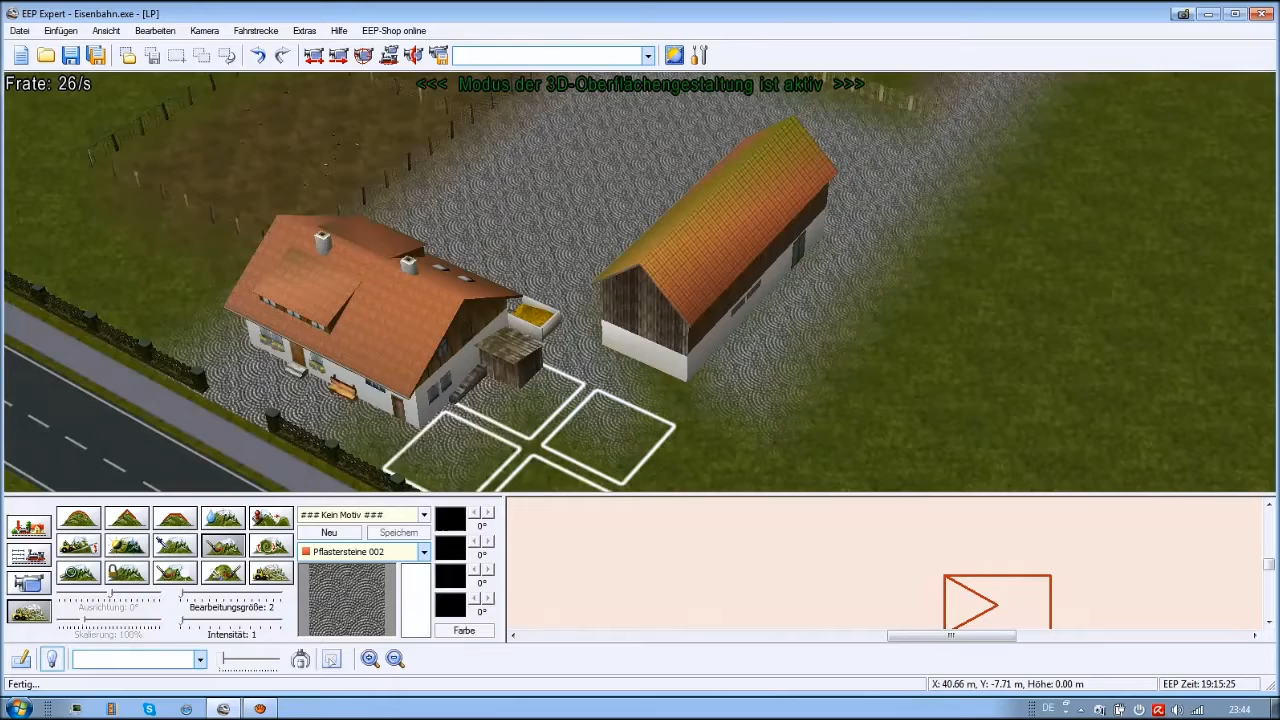 EEP Expert - Eisenbahn.exe - [LP]
Datei Einfügen Ansicht Bearbeiten Kamera Fahrstrecke Extras Hilfe EEP-Shop online
Frate: 26/s
<<< Modus der 3D-Oberflächengestaltung ist aktiv >>>
### Kein Motiv ###
Neu Speichern
Pflastersteine 002
0°
0°
0°
0°
Ausrichtung: 0° Bearbeitungsgröße: 2
Skalierung: 100% Intensität: 1
Farbe
Fertig...
X: 40.66 m, Y: -7.71 m, Höhe: 0.00 m
EEP Zeit: 19:15:25
DE
23:44